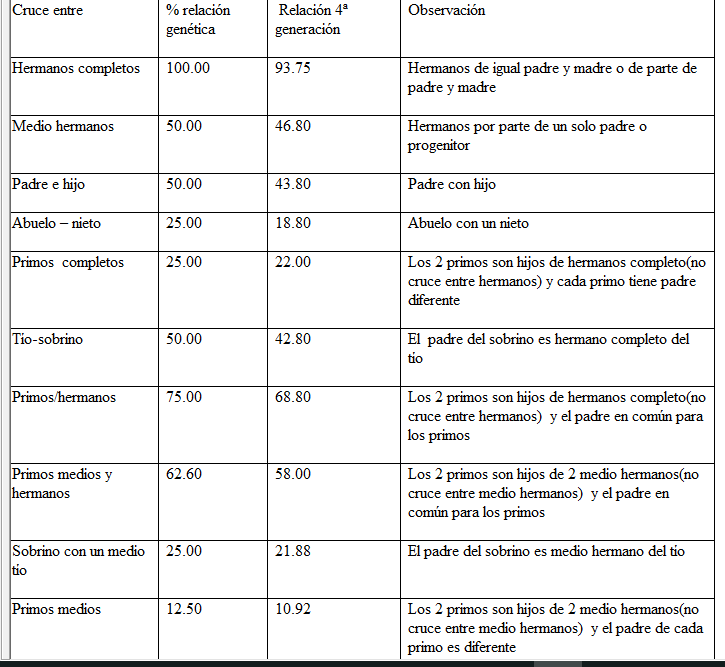 Cruce entre
% relación
genética
Relación 4ª
generación
Observación
Hermanos completos
100.00
93.75
Hermanos de igual padre y madre o de parte de
padre y madre
Medio hermanos
50.00
46.80
Hermanos por parte de un solo padre o
progenitor
Padre e hijo
50.00
43.80
Padre con hijo
Abuelo – nieto
25.00
18.80
Abuelo con un nieto
Primos completos
25.00
22.00
Los 2 primos son hijos de hermanos completo(no
cruce entre hermanos) y cada primo tiene padre
diferente
Tío-sobrino
50.00
42.80
El padre del sobrino es hermano completo del
tío
Primos/hermanos
75.00
68.80
Los 2 primos son hijos de hermanos completo(no
cruce entre hermanos) y el padre en común para
los primos
Primos medios y
hermanos
62.60
58.00
Los 2 primos son hijos de 2 medio hermanos(no
cruce entre medio hermanos) y el padre en
común para los primos
Sobrino con un medio
tío
25.00
21.88
El padre del sobrino es medio hermano del tío
Primos medios
12.50
10.92
Los 2 primos son hijos de 2 medio hermanos(no
cruce entre medio hermanos) y el padre de cada
primo es diferente